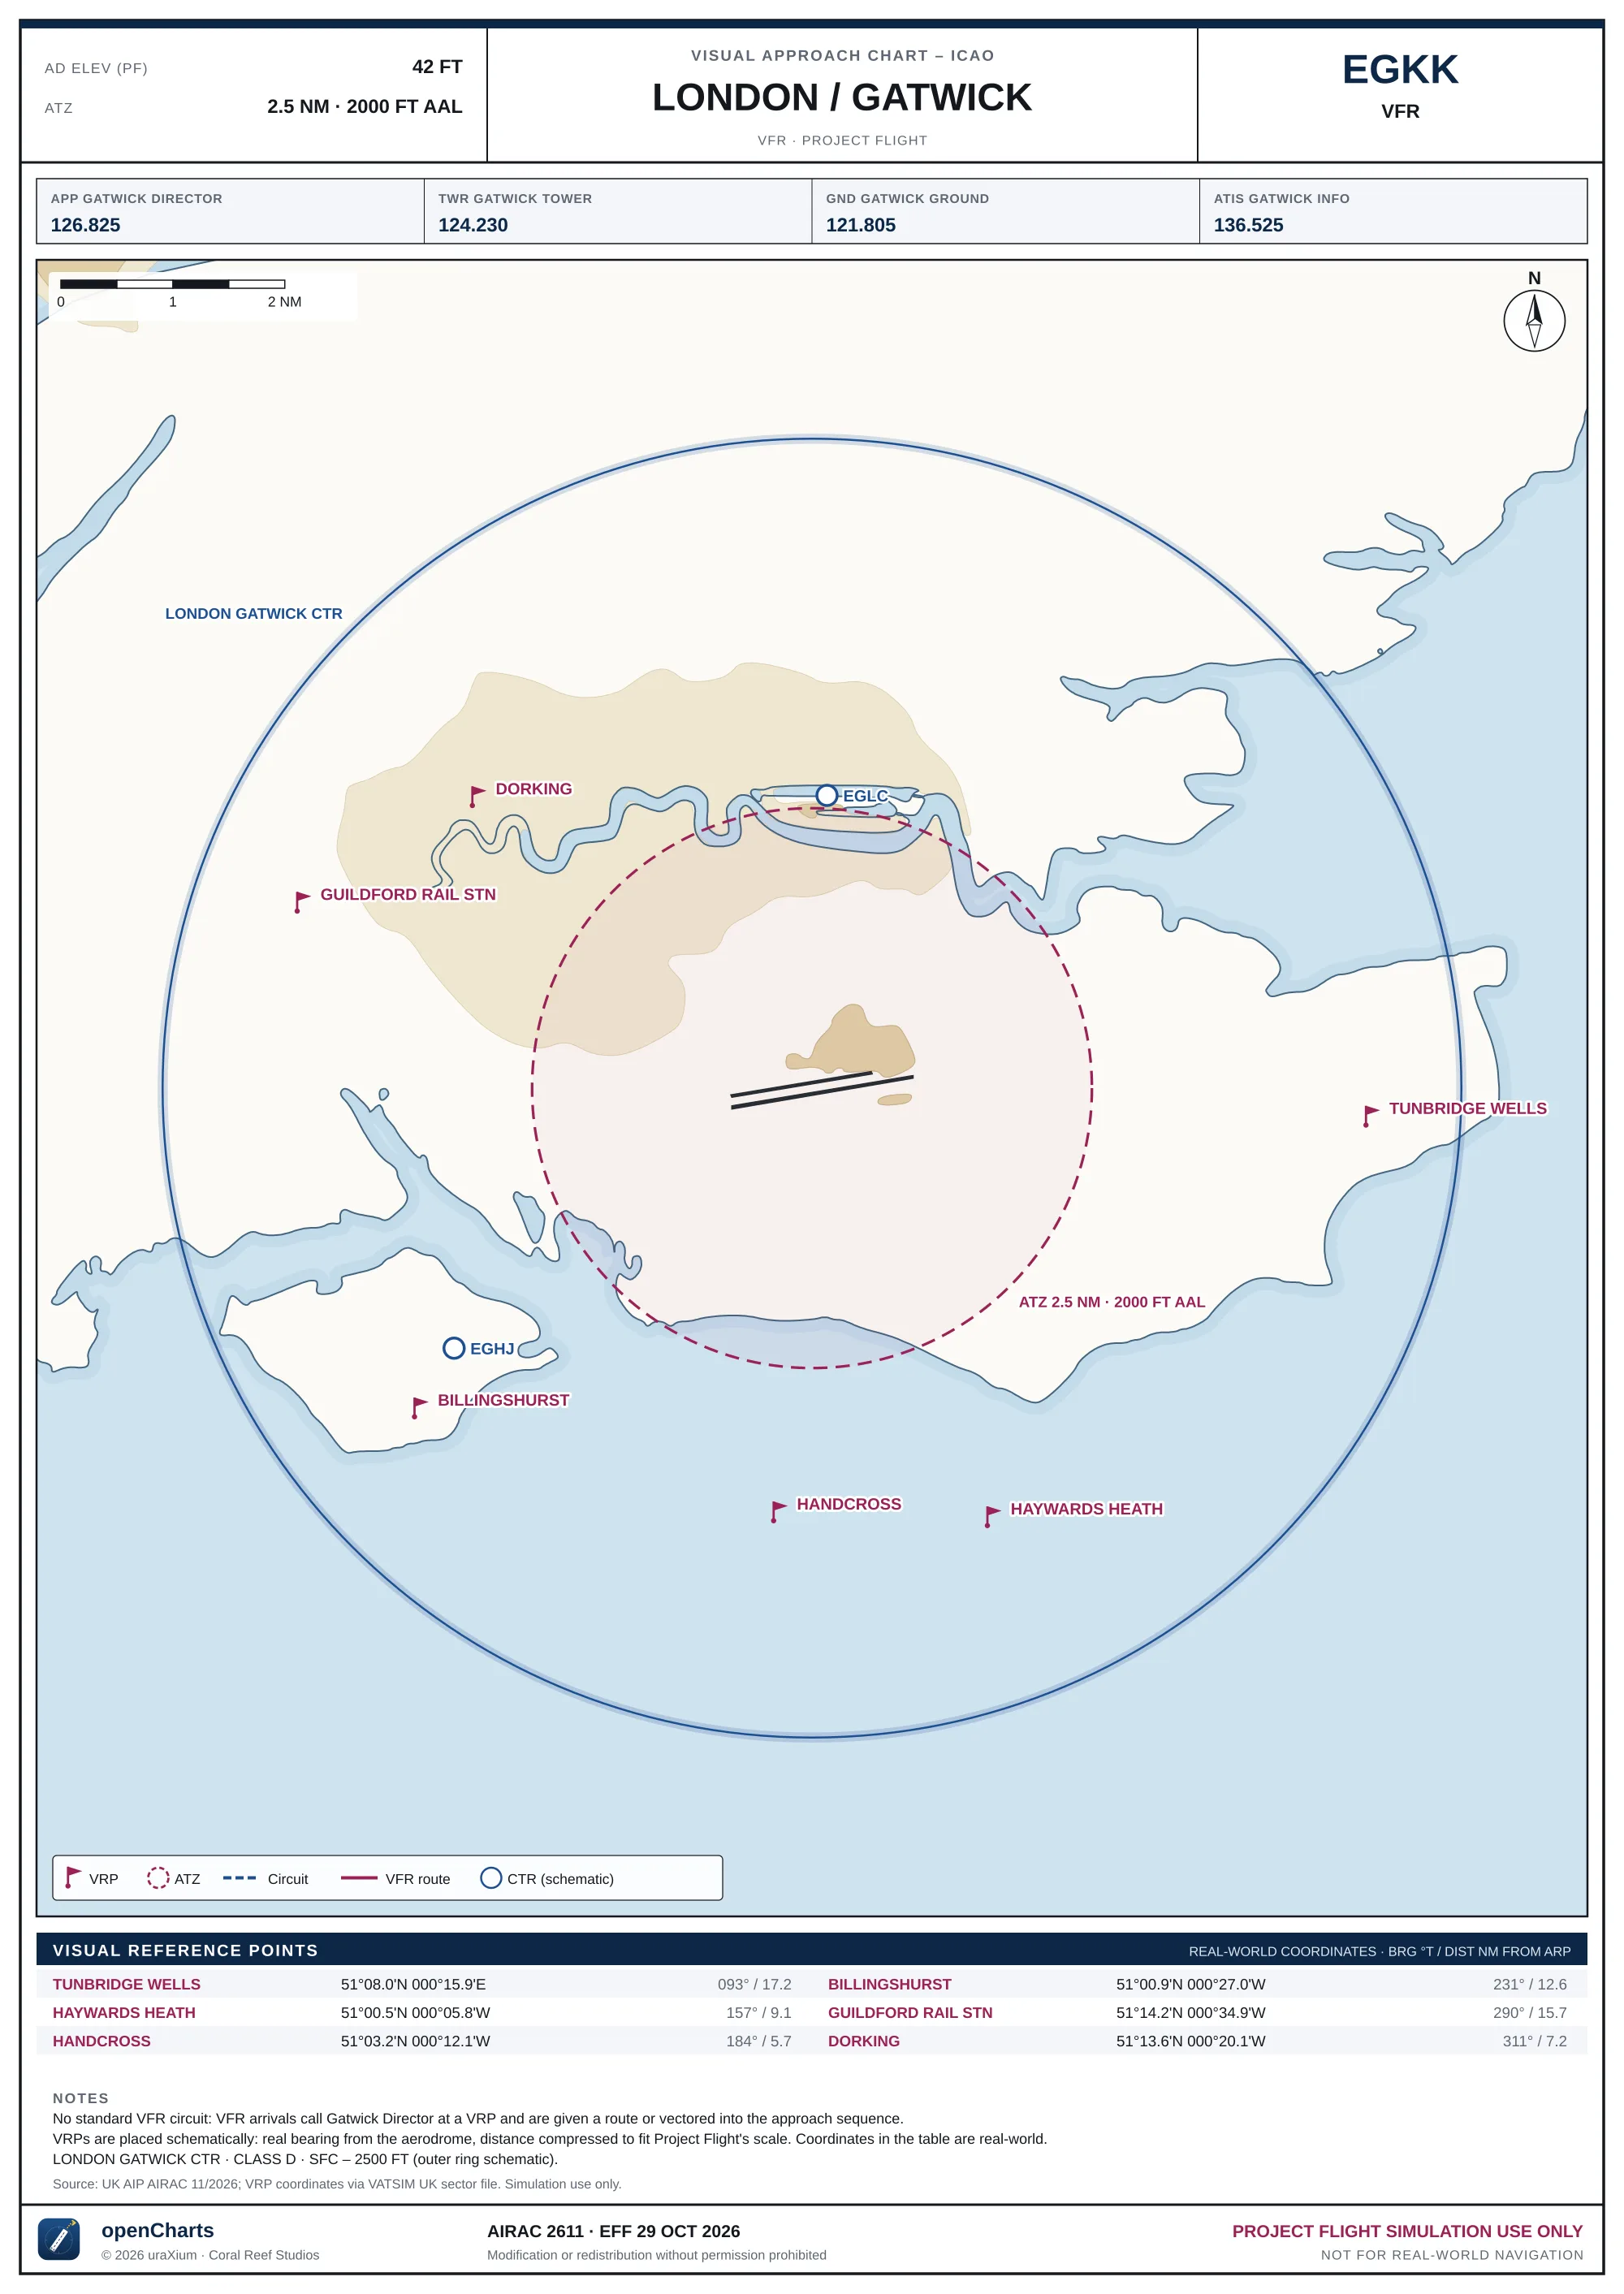 AD ELEV (PF) 42 FT
ATZ 2.5 NM · 2000 FT AAL
VISUAL APPROACH CHART – ICAO
LONDON / GATWICK
VFR · PROJECT FLIGHT
EGKK
VFR
APP GATWICK DIRECTOR
126.825
TWR GATWICK TOWER
124.230
GND GATWICK GROUND
121.805
ATIS GATWICK INFO
136.525
0 1 2 NM
N
LONDON GATWICK CTR
DORKING
EGLC
GUILDFORD RAIL STN
TUNBRIDGE WELLS
ATZ 2.5 NM · 2000 FT AAL
EGHJ
BILLINGSHURST
HANDCROSS
HAYWARDS HEATH
VRP ATZ Circuit VFR route CTR (schematic)
VISUAL REFERENCE POINTS REAL-WORLD COORDINATES · BRG °T / DIST NM FROM ARP
TUNBRIDGE WELLS 51°08.0'N 000°15.9'E 093° / 17.2 BILLINGSHURST 51°00.9'N 000°27.0'W 231° / 12.6
HAYWARDS HEATH 51°00.5'N 000°05.8'W 157° / 9.1 GUILDFORD RAIL STN 51°14.2'N 000°34.9'W 290° / 15.7
HANDCROSS 51°03.2'N 000°12.1'W 184° / 5.7 DORKING 51°13.6'N 000°20.1'W 311° / 7.2
NOTES
No standard VFR circuit: VFR arrivals call Gatwick Director at a VRP and are given a route or vectored into the approach sequence.
VRPs are placed schematically: real bearing from the aerodrome, distance compressed to fit Project Flight's scale. Coordinates in the table are real-world.
LONDON GATWICK CTR · CLASS D · SFC – 2500 FT (outer ring schematic).
Source: UK AIP AIRAC 11/2026; VRP coordinates via VATSIM UK sector file. Simulation use only.
openCharts
© 2026 uraXium · Coral Reef Studios
AIRAC 2611 · EFF 29 OCT 2026
Modification or redistribution without permission prohibited
PROJECT FLIGHT SIMULATION USE ONLY
NOT FOR REAL-WORLD NAVIGATION